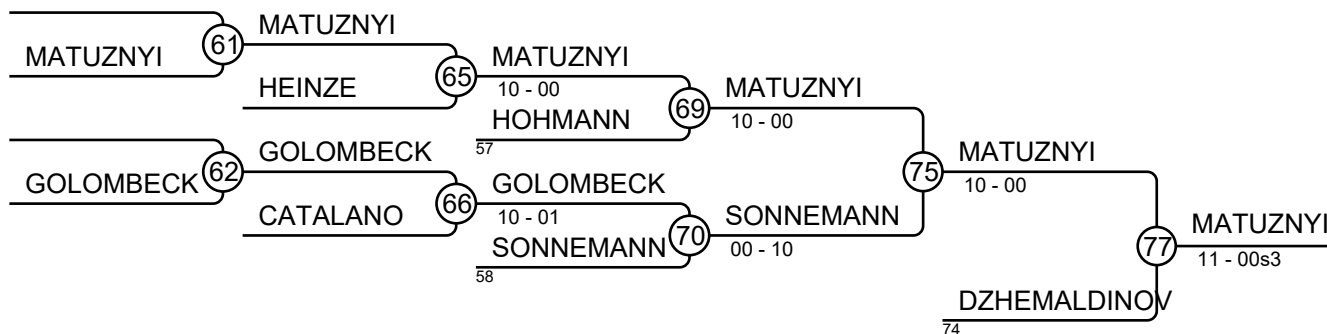 MATUZNYI
61
MATUZNYI
HEINZE
65
MATUZNYI
10 - 00
HOHMANN
57
69
MATUZNYI
10 - 00
GOLOMBECK
62
GOLOMBECK
CATALANO
66
GOLOMBECK
10 - 01
SONNEMANN
58
70
SONNEMANN
00 - 10
75
MATUZNYI
10 - 00
DZHEMALDINOV
74
77
MATUZNYI
11 - 00s3